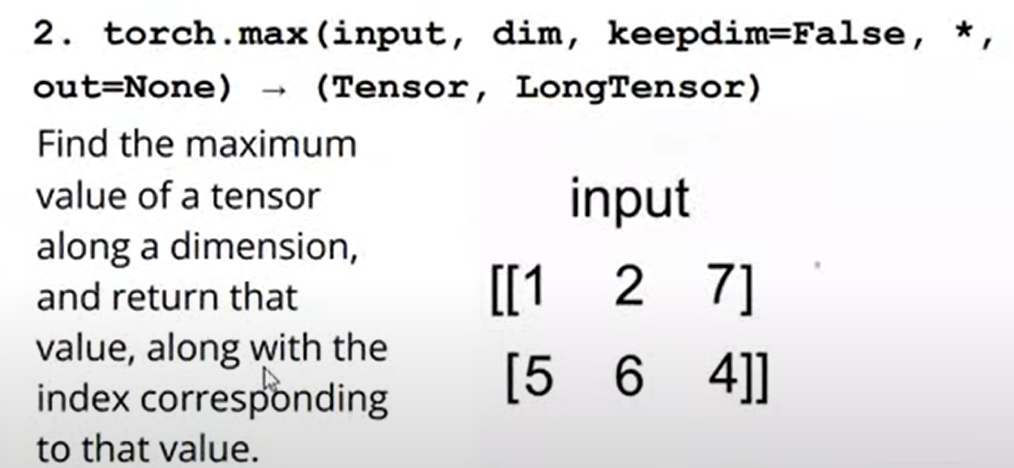 2. torch.max(input, dim, keepdim=False, *,
out=None) → (Tensor, LongTensor)
Find the maximum
value of a tensor
along a dimension,
and return that
value, along with the
index corresponding
to that value.
input
[[1 2 7]
[5 6 4]]